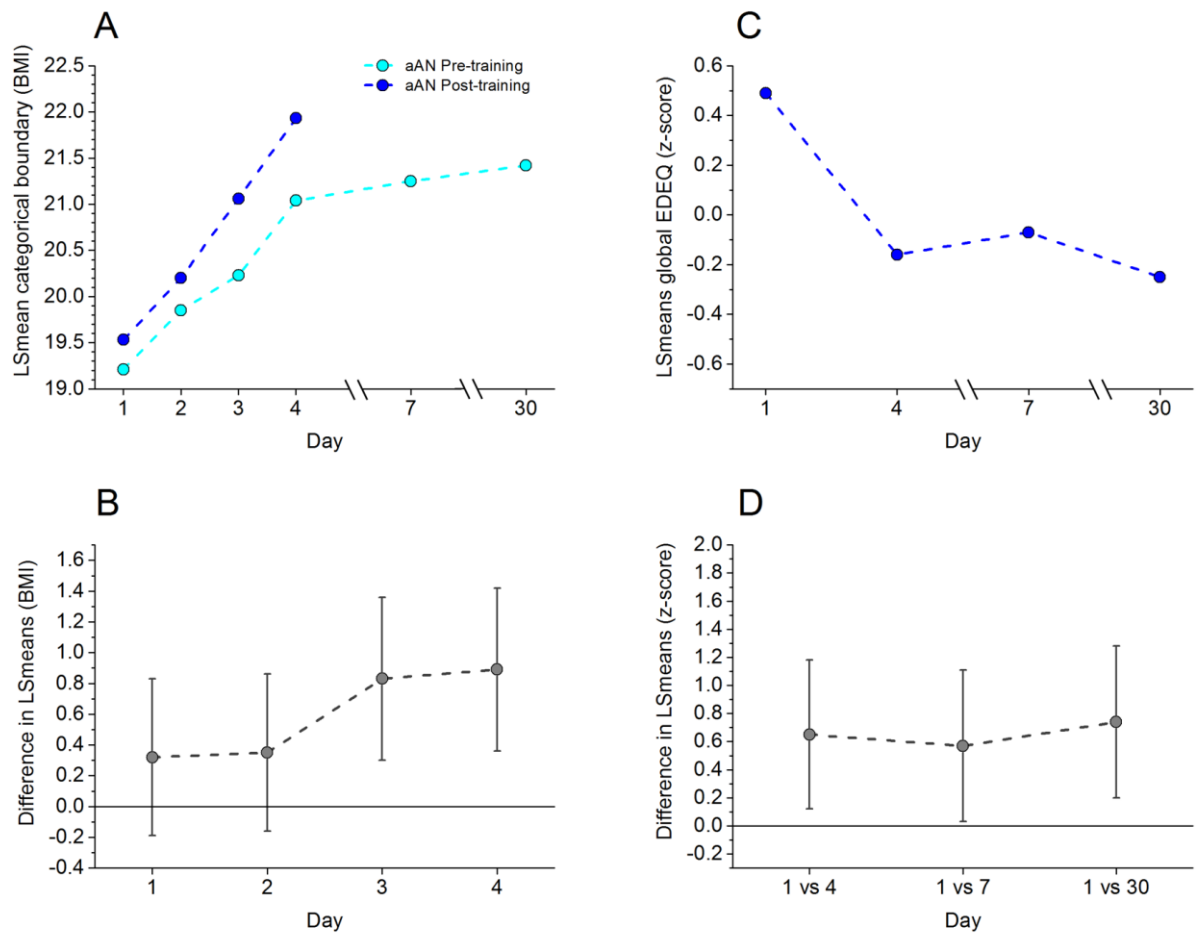 A
LSmean categorical boundary (BMI)
22.5
22.0
21.5
21.0
20.5
20.0
19.5
19.0
aAN Pre-training
aAN Post-training
1 2 3 4 7 30
Day
C
LSmeans global EDEQ (z-score)
0.6
0.4
0.2
0.0
-0.2
-0.4
-0.6
1 4 7 30
Day
B
Difference in LSmeans (BMI)
1.6
1.4
1.2
1.0
0.8
0.6
0.4
0.2
0.0
-0.2
-0.4
1 2 3 4
Day
D
Difference in LSmeans (z-score)
2.0
1.8
1.6
1.4
1.2
1.0
0.8
0.6
0.4
0.2
0.0
-0.2
1 vs 4 1 vs 7 1 vs 30
Day